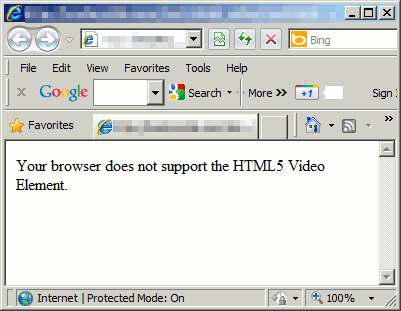 Bing
File Edit View Favorites Tools Help
x Google Search More >> +1 Sign
Favorites >>
Your browser does not support the HTML5 Video
Element.
Internet | Protected Mode: On 100%